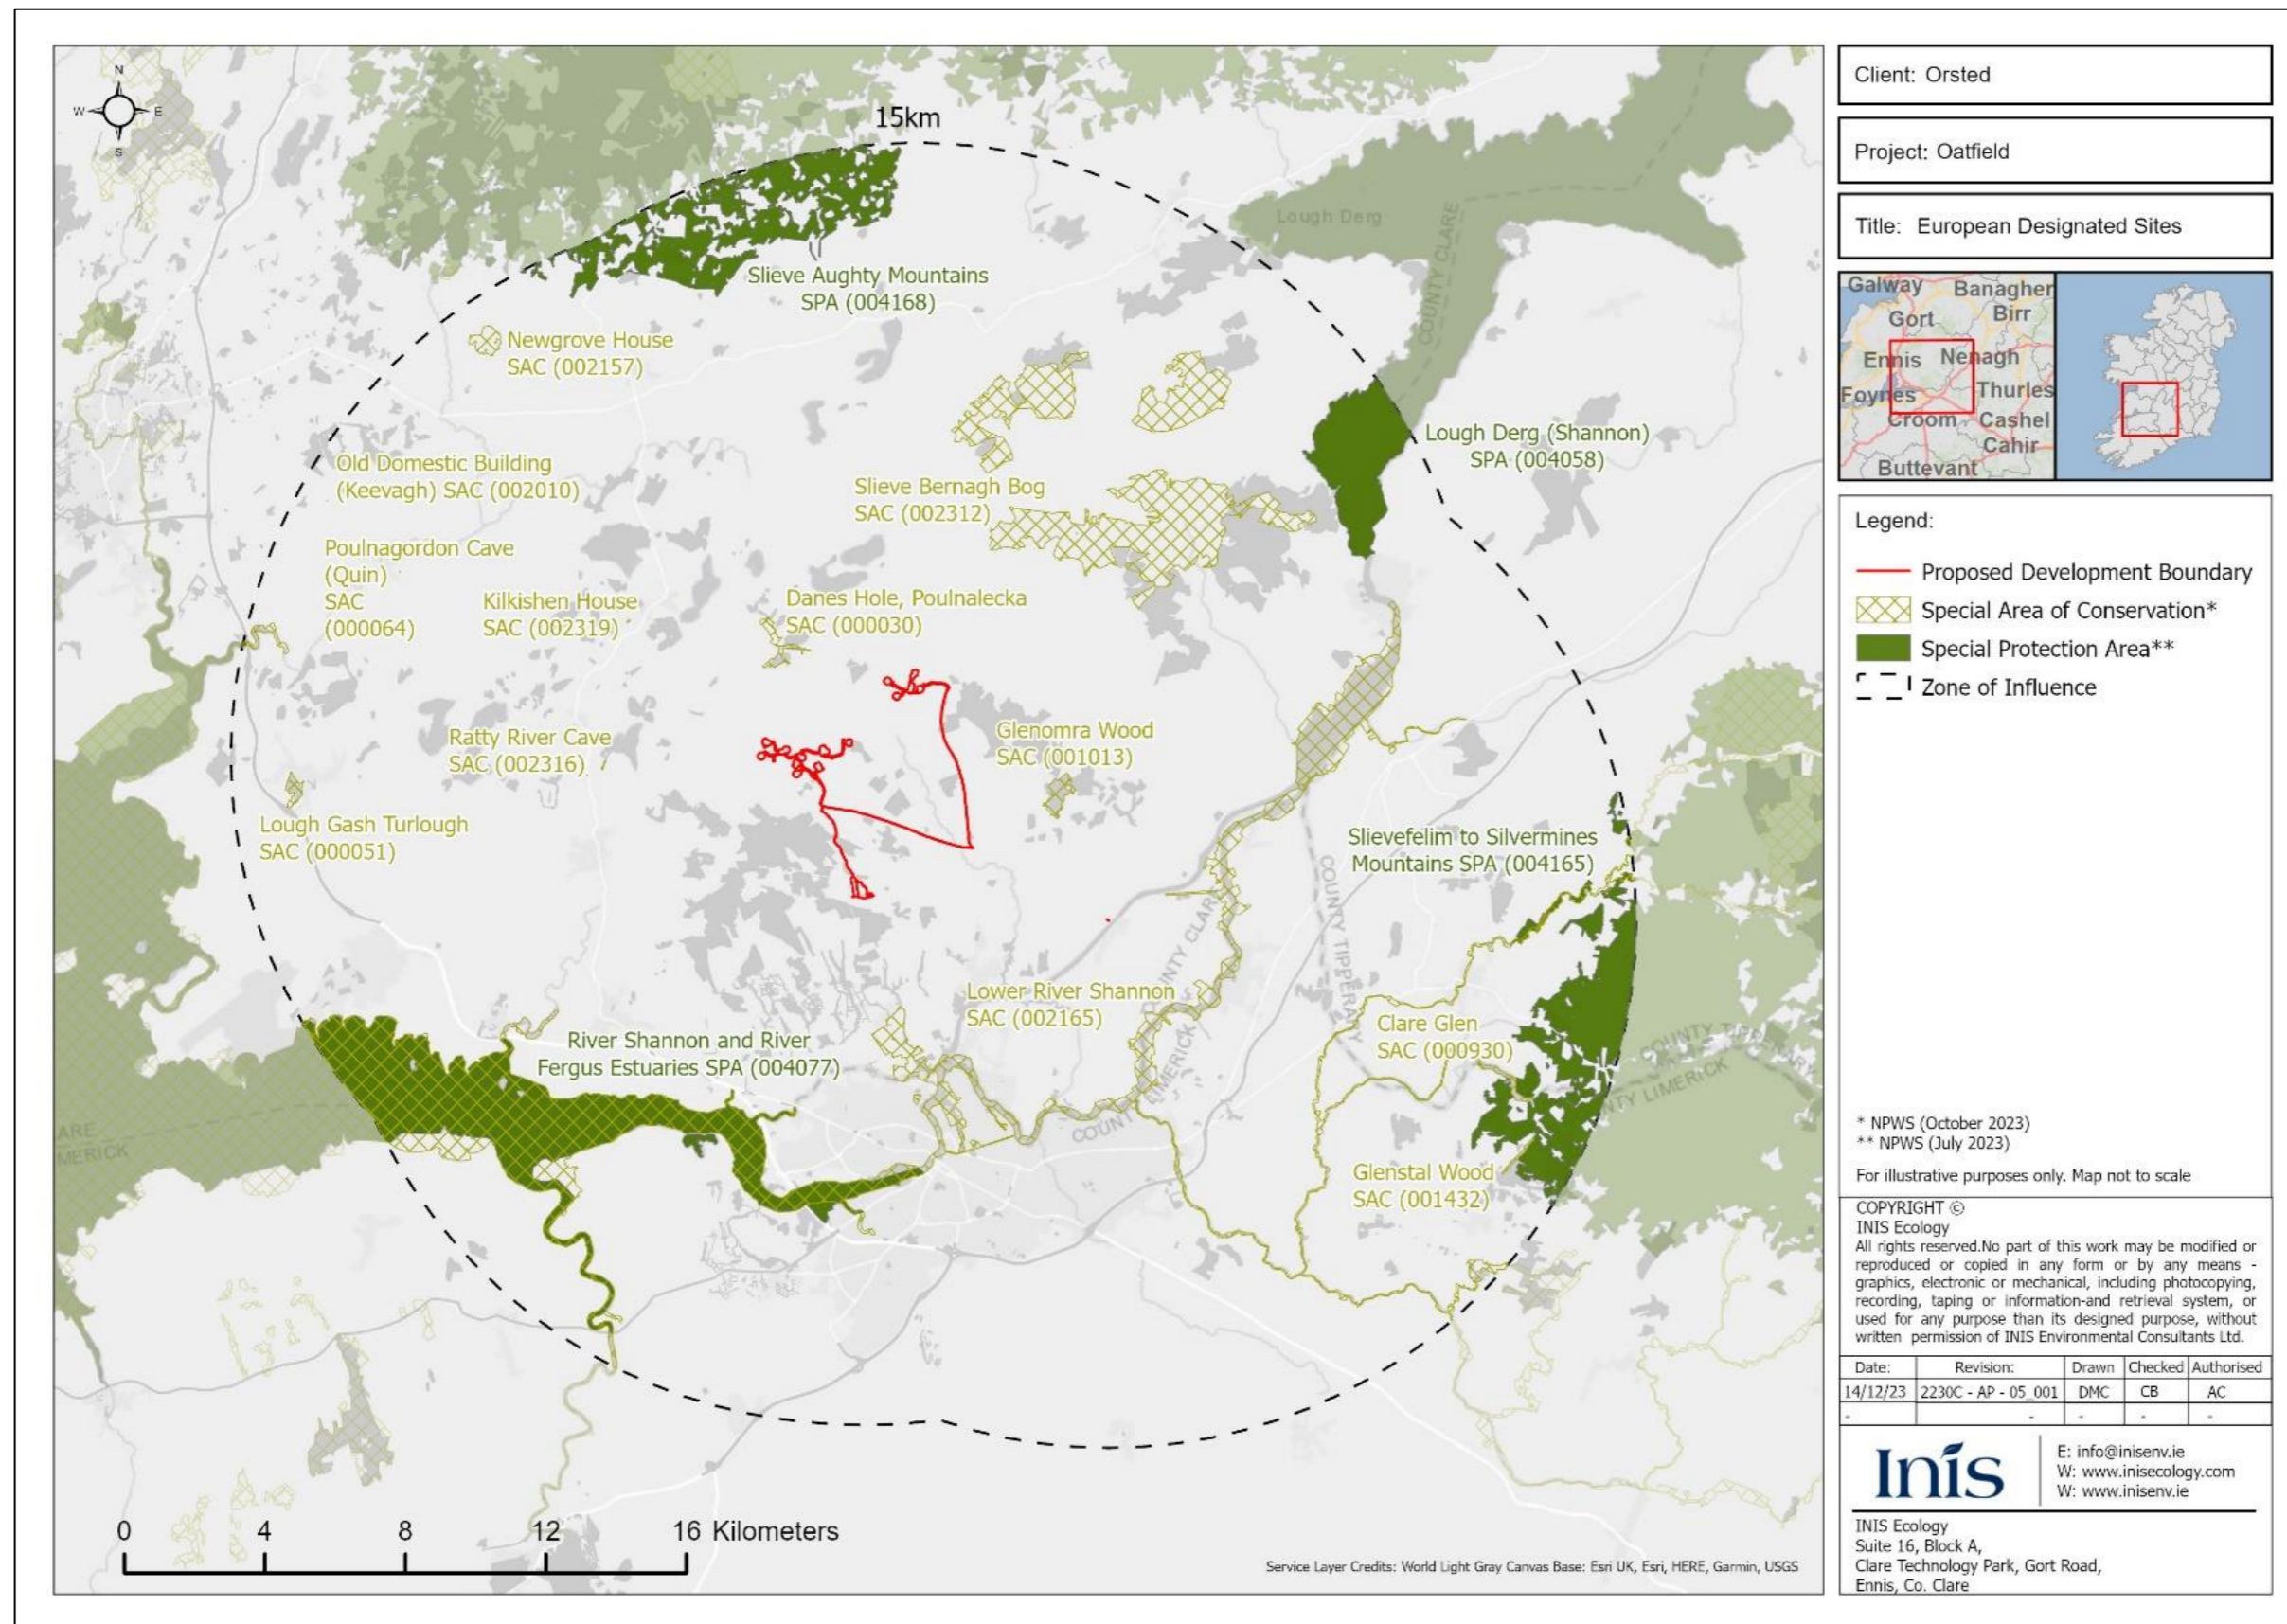 N
W
E
S
15km
Lough Derg
COUNTY CLARE
Slieve Aughty Mountains
SPA (004168)
Newgrove House
SAC (002157)
Lough Derg (Shannon)
SPA (004058)
Old Domestic Building
(Keevagh) SAC (002010)
Slieve Bernagh Bog
SAC (002312)
Poulnagordon Cave
(Quin)
SAC
(000064)
Kilkishen House
SAC (002319)
Danes Hole, Poulnalecka
SAC (000030)
Ratty River Cave
SAC (002316)
Glenomra Wood
SAC (001013)
Lough Gash Turlough
SAC (000051)
Slievefelim to Silvermines
Mountains SPA (004165)
COUNTY TIPPERARY
COUNTY CLARE
COUNTY LIMERICK
Lower River Shannon
SAC (002165)
Clare Glen
SAC (000930)
River Shannon and River
Fergus Estuaries SPA (004077)
COUNTY TIPPERARY
COUNTY LIMERICK
ARE
MERICK
COUNTY
Glenstal Wood
SAC (001432)
0 4 8 12 16 Kilometers
Service Layer Credits: World Light Gray Canvas Base: Esri UK, Esri, HERE, Garmin, USGS
Client: Orsted
Project: Oatfield
Title: European Designated Sites
Galway
Banagher
Birr
Gort
Ennis
Nenagh
Foynes
Thurles
Croom
Cashel
Cahir
Buttevant
Legend:
Proposed Development Boundary
Special Area of Conservation*
Special Protection Area**
Zone of Influence
* NPWS (October 2023)
** NPWS (July 2023)
For illustrative purposes only. Map not to scale
COPYRIGHT ©
INIS Ecology
All rights reserved.No part of this work may be modified or
reproduced or copied in any form or by any means -
graphics, electronic or mechanical, including photocopying,
recording, taping or information-and retrieval system, or
used for any purpose than its designed purpose, without
written permission of INIS Environmental Consultants Ltd.
Date: Revision: Drawn Checked Authorised
14/12/23 2230C - AP - 05_001 DMC CB AC
- - - - -
Inís
E: info@inisenv.ie
W: www.inisecology.com
W: www.inisenv.ie
INIS Ecology
Suite 16, Block A,
Clare Technology Park, Gort Road,
Ennis, Co. Clare